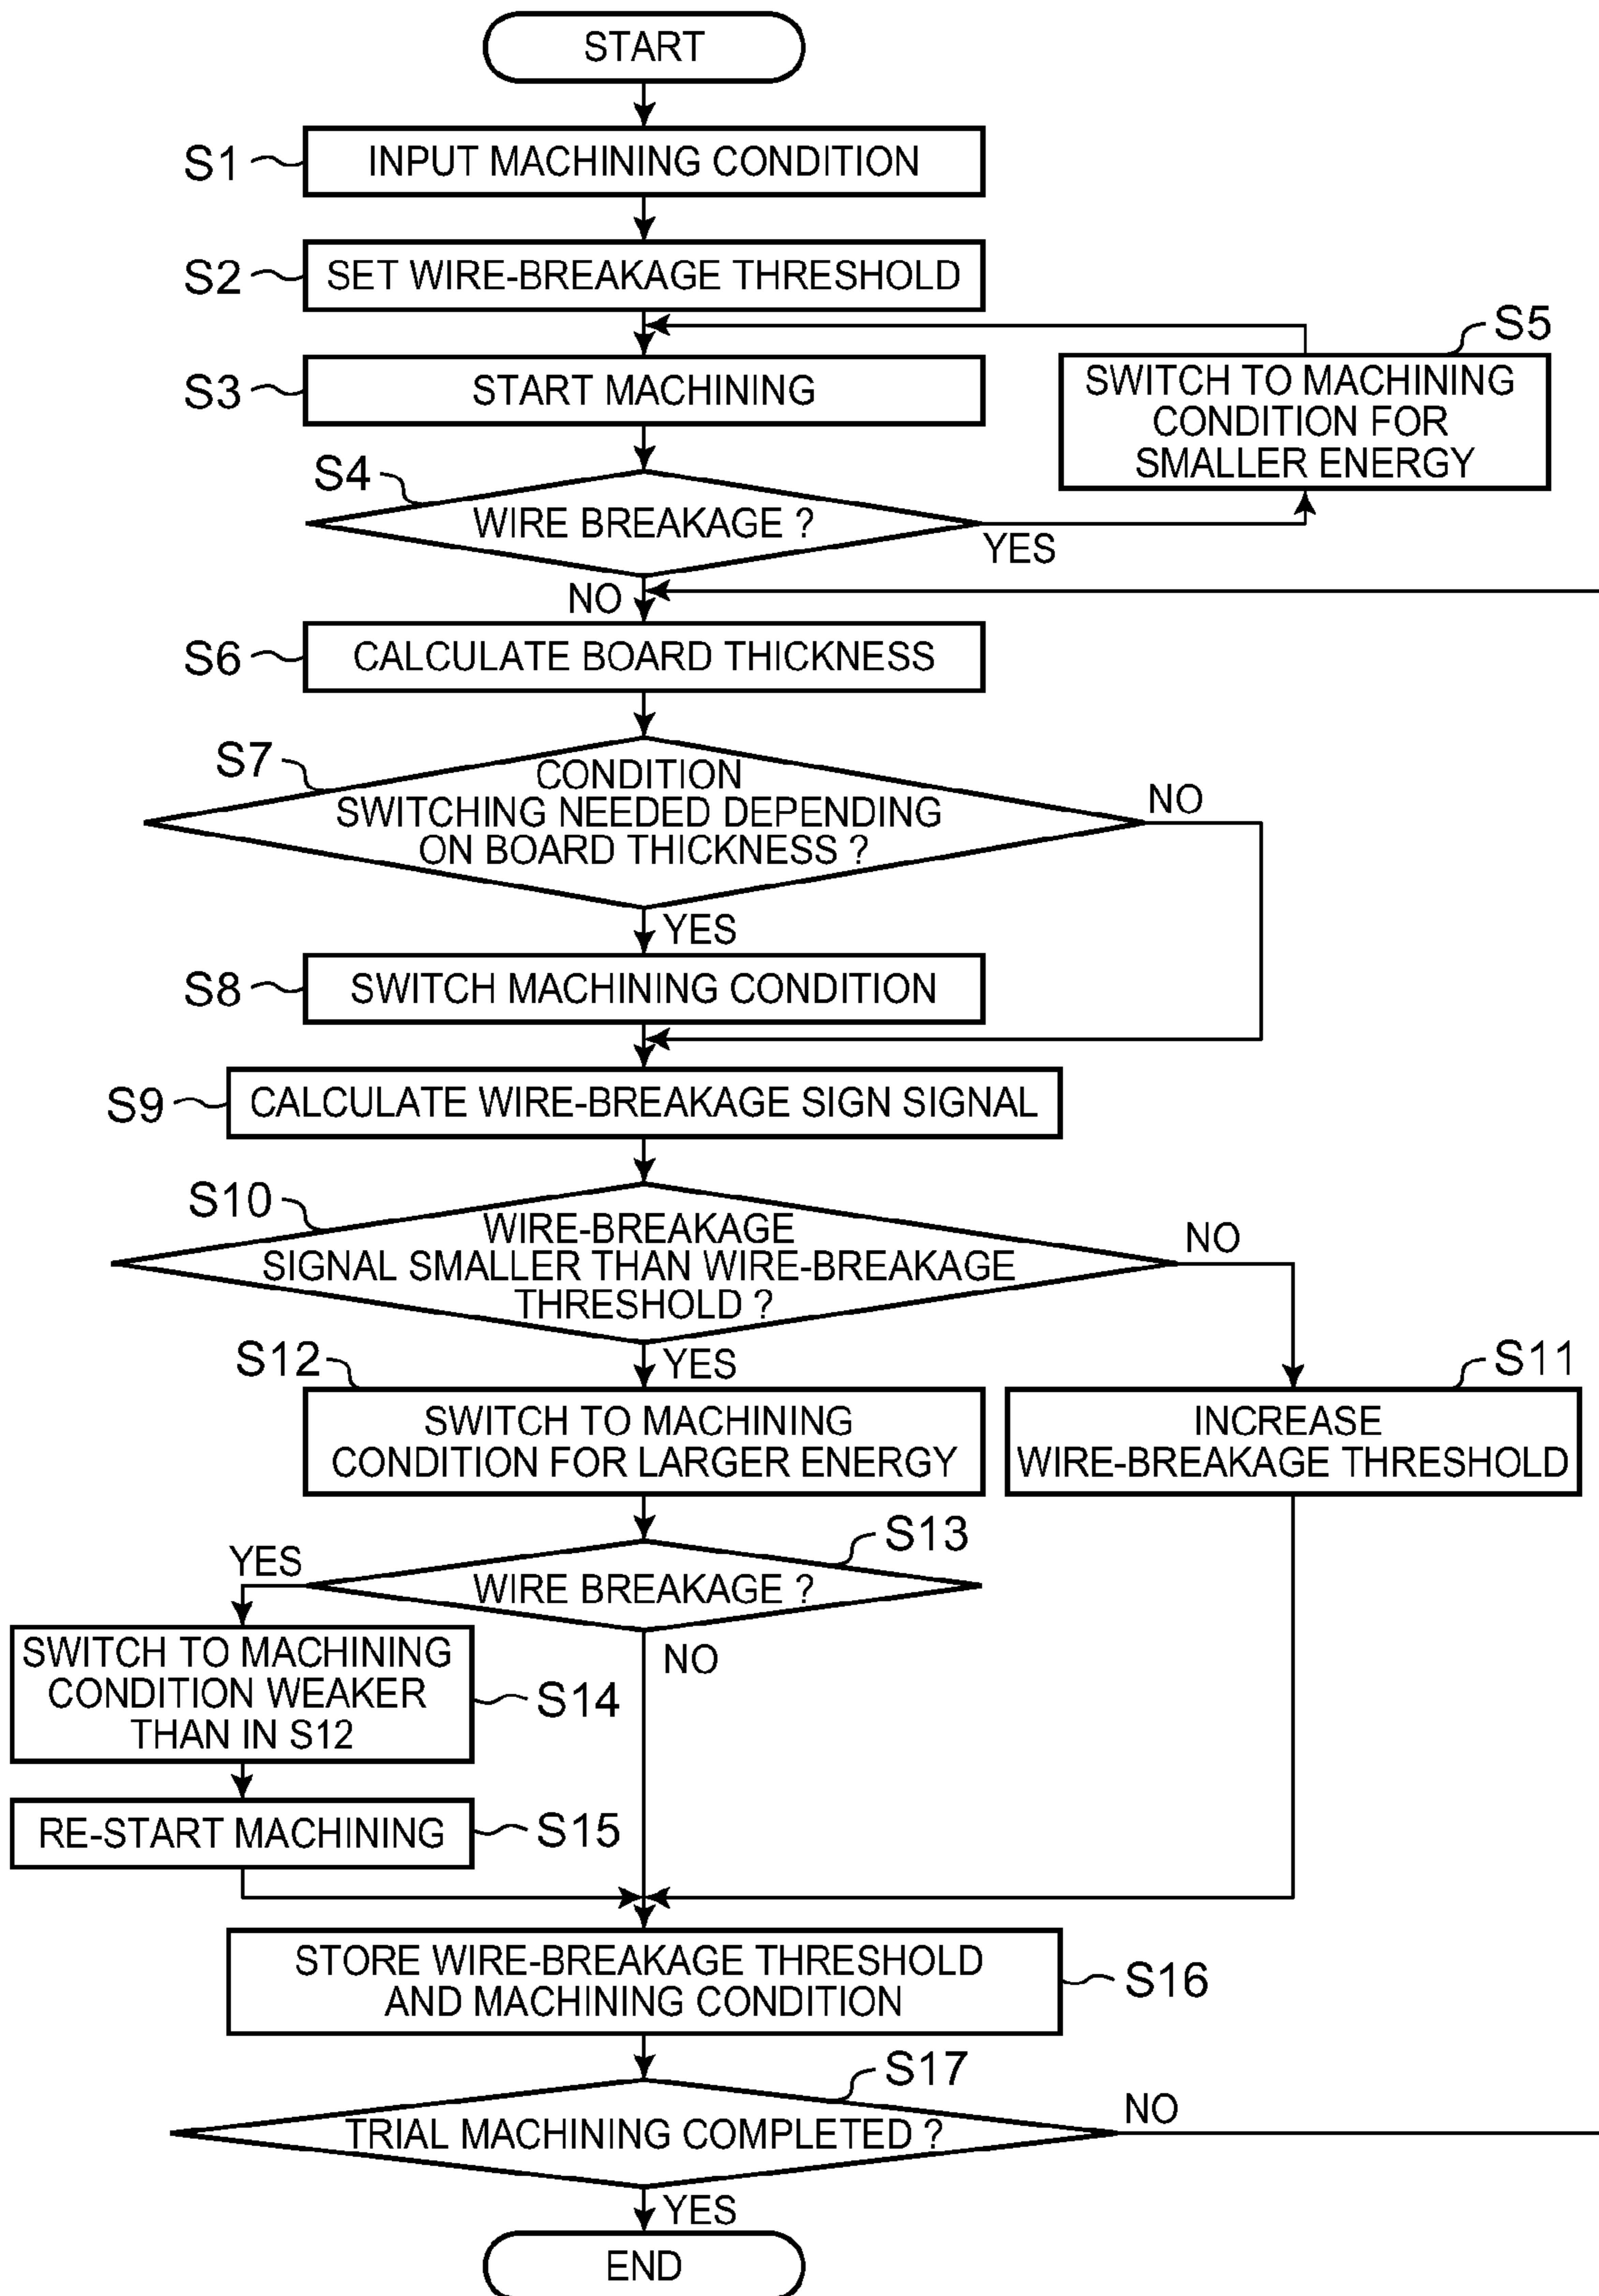 START
S1
INPUT MACHINING CONDITION
S2
SET WIRE-BREAKAGE THRESHOLD
S3
START MACHINING
S5
SWITCH TO MACHINING
CONDITION FOR
SMALLER ENERGY
S4
WIRE BREAKAGE ?
YES
NO
S6
CALCULATE BOARD THICKNESS
S7
CONDITION
SWITCHING NEEDED DEPENDING
ON BOARD THICKNESS ?
NO
YES
S8
SWITCH MACHINING CONDITION
S9
CALCULATE WIRE-BREAKAGE SIGN SIGNAL
S10
WIRE-BREAKAGE
SIGNAL SMALLER THAN WIRE-BREAKAGE
THRESHOLD ?
NO
YES
S12
SWITCH TO MACHINING
CONDITION FOR LARGER ENERGY
S11
INCREASE
WIRE-BREAKAGE THRESHOLD
S13
WIRE BREAKAGE ?
YES
NO
SWITCH TO MACHINING
CONDITION WEAKER
THAN IN S12
S14
RE-START MACHINING
S15
STORE WIRE-BREAKAGE THRESHOLD
AND MACHINING CONDITION
S16
S17
TRIAL MACHINING COMPLETED ?
NO
YES
END